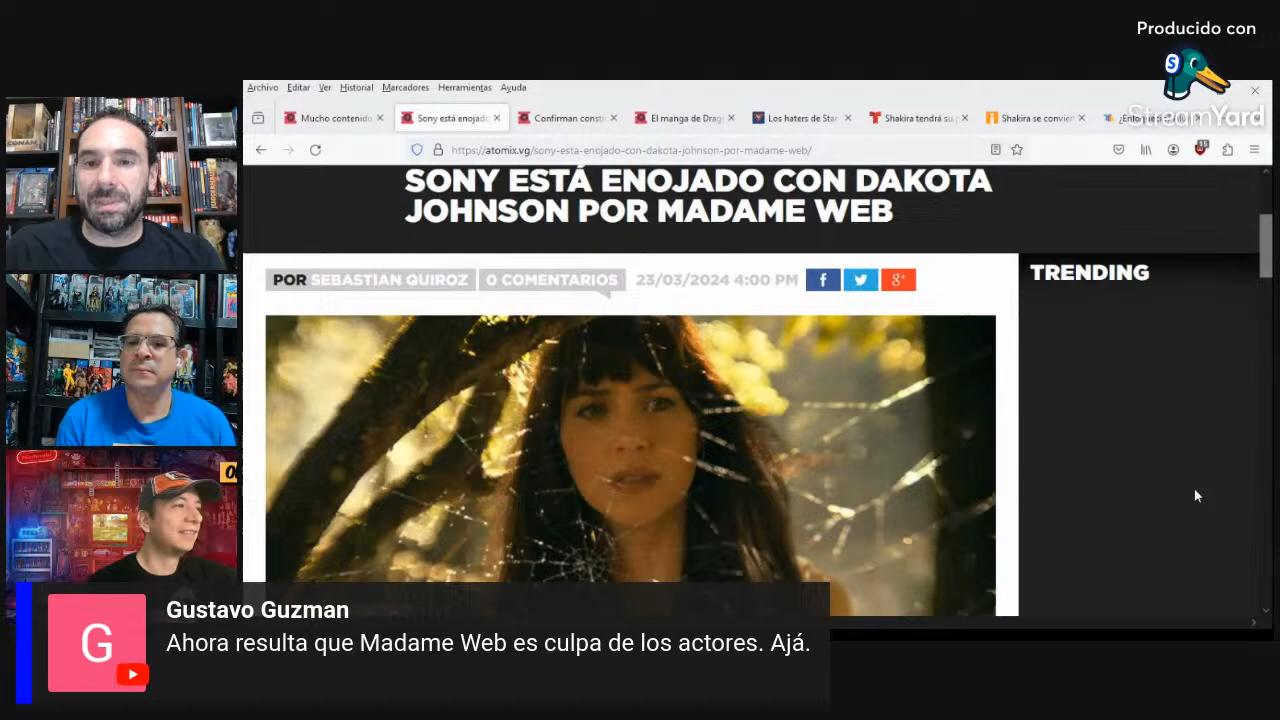 Producido con
StreamYard
Archivo Editar Ver Historial Marcadores Herramientas Ayuda
Mucho contenido
Sony está enojado
Confirman constr
El manga de Drag
Los haters de Star
Shakira tendrá su
Shakira se convier
https://atomix.vg/sony-esta-enojado-con-dakota-johnson-por-madame-web/
SONY ESTÁ ENOJADO CON DAKOTA
JOHNSON POR MADAME WEB
POR SEBASTIAN QUIROZ
0 COMENTARIOS
23/03/2024 4:00 PM
TRENDING
CONAN
Nintendo
G
Gustavo Guzman
Ahora resulta que Madame Web es culpa de los actores. Ajá.